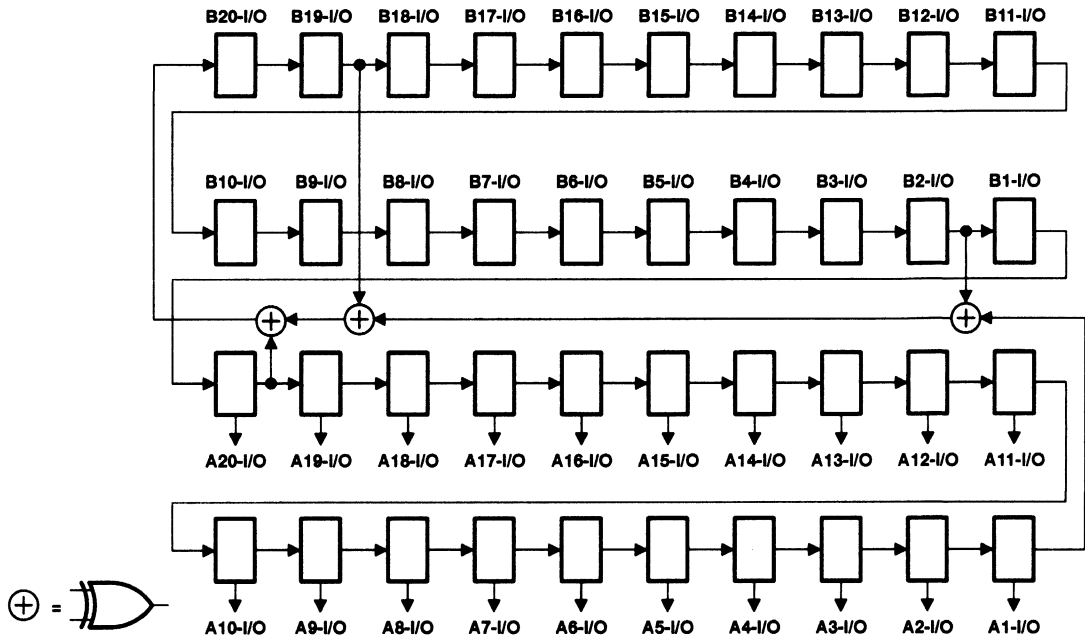 B20-I/O B19-I/O B18-I/O B17-I/O B16-I/O B15-I/O B14-I/O B13-I/O B12-I/O B11-I/O
B10-I/O B9-I/O B8-I/O B7-I/O B6-I/O B5-I/O B4-I/O B3-I/O B2-I/O B1-I/O
A20-I/O A19-I/O A18-I/O A17-I/O A16-I/O A15-I/O A14-I/O A13-I/O A12-I/O A11-I/O
=
A10-I/O A9-I/O A8-I/O A7-I/O A6-I/O A5-I/O A4-I/O A3-I/O A2-I/O A1-I/O